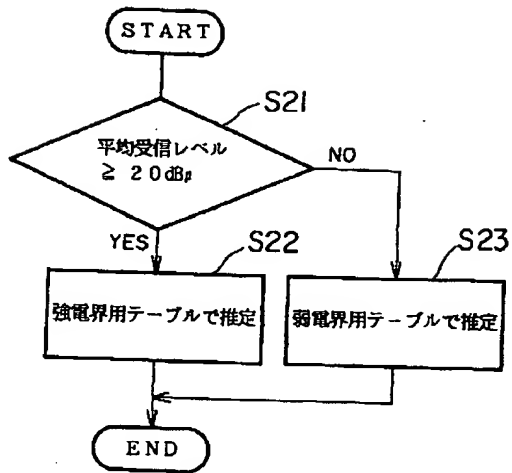 START
S21
平均受信レベル
≧ 20dBμ
NO
YES
S22
S23
強電界用テーブルで推定
弱電界用テーブルで推定
END